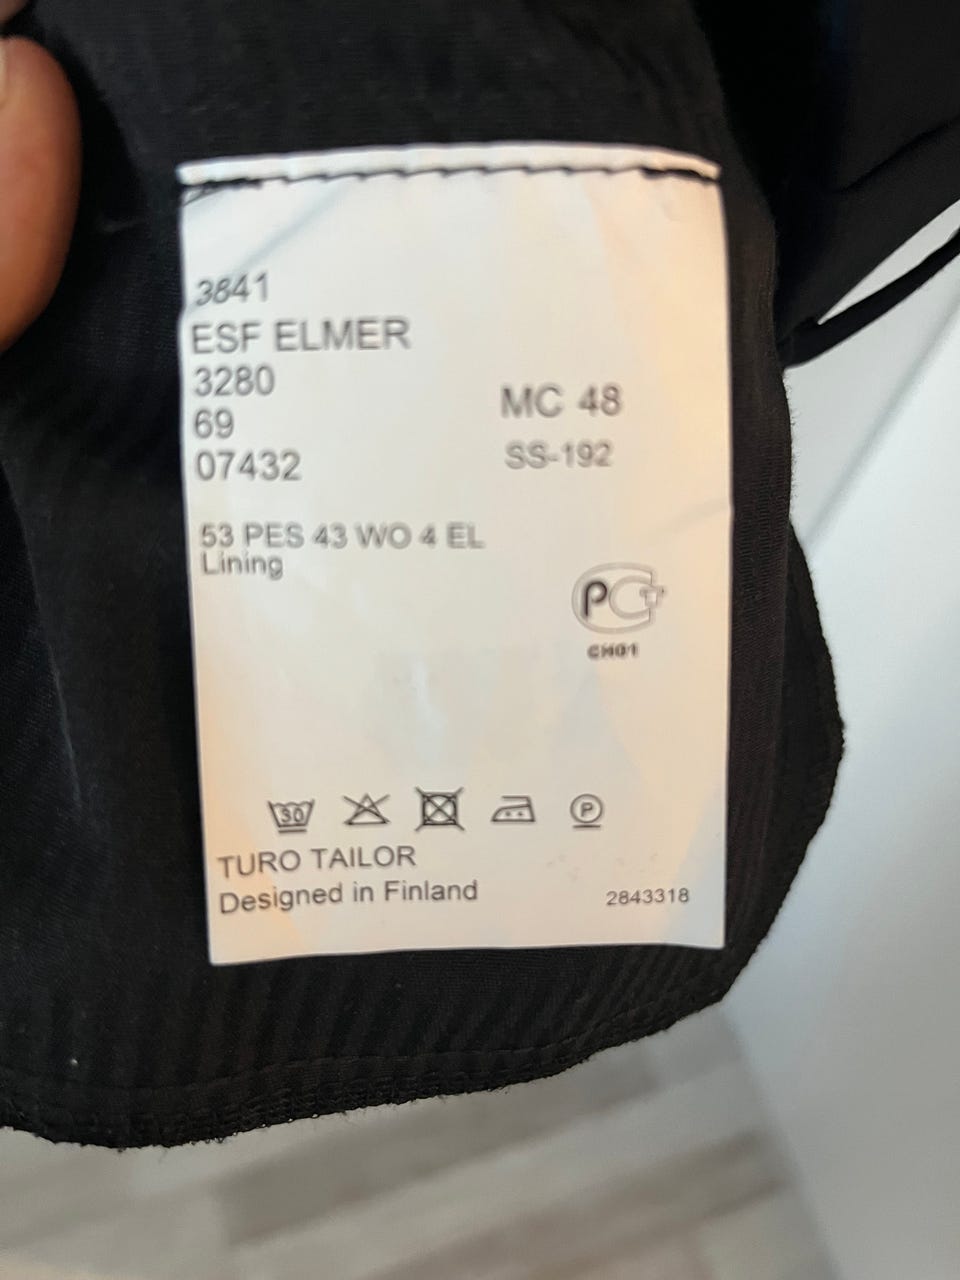 3841
ESF ELMER
3280
69
07432
MC 48
SS-192
53 PES 43 WO 4 EL
Lining
PCT
CH01
30
P
TURO TAILOR
Designed in Finland
2843318